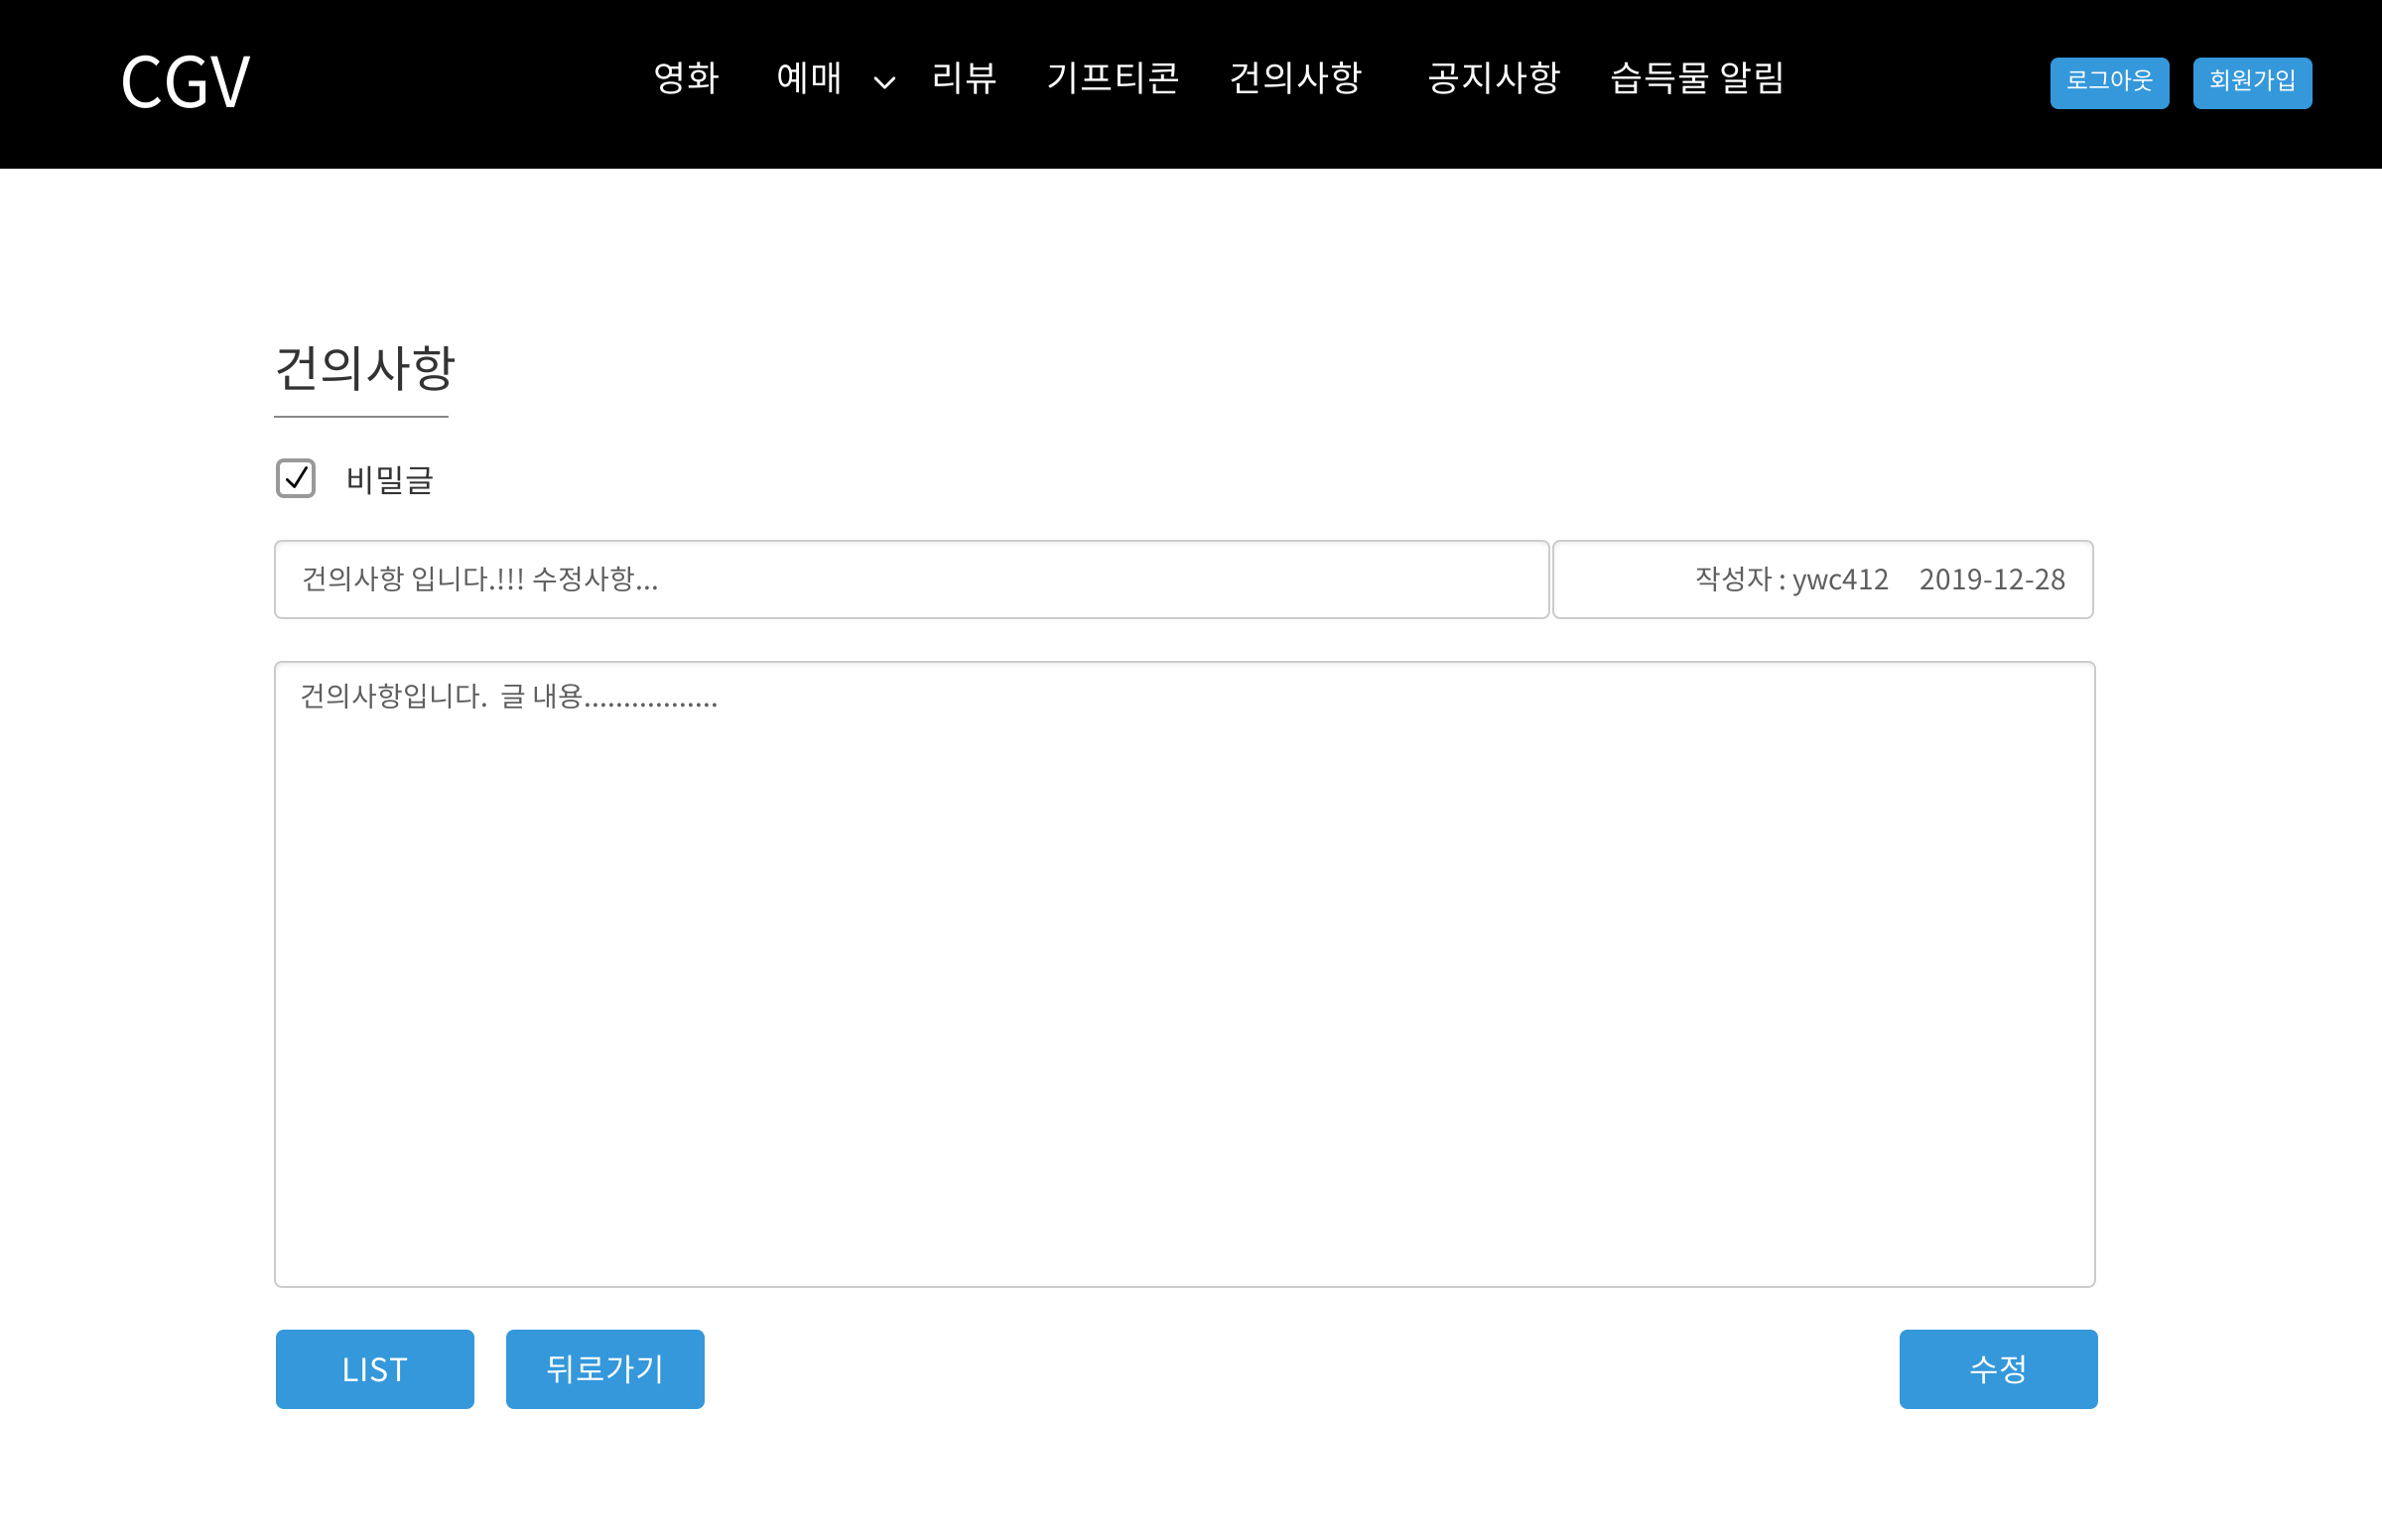 CGV 영화 예매 리뷰 기프티콘 건의사항 공지사항 습득물 알림 로그아웃 회원가입
건의사항
비밀글
건의사항 입니다.!!! 수정사항... 작성자 : ywc412 2019-12-28
건의사항입니다. 글 내용.................
LIST 뒤로가기 수정